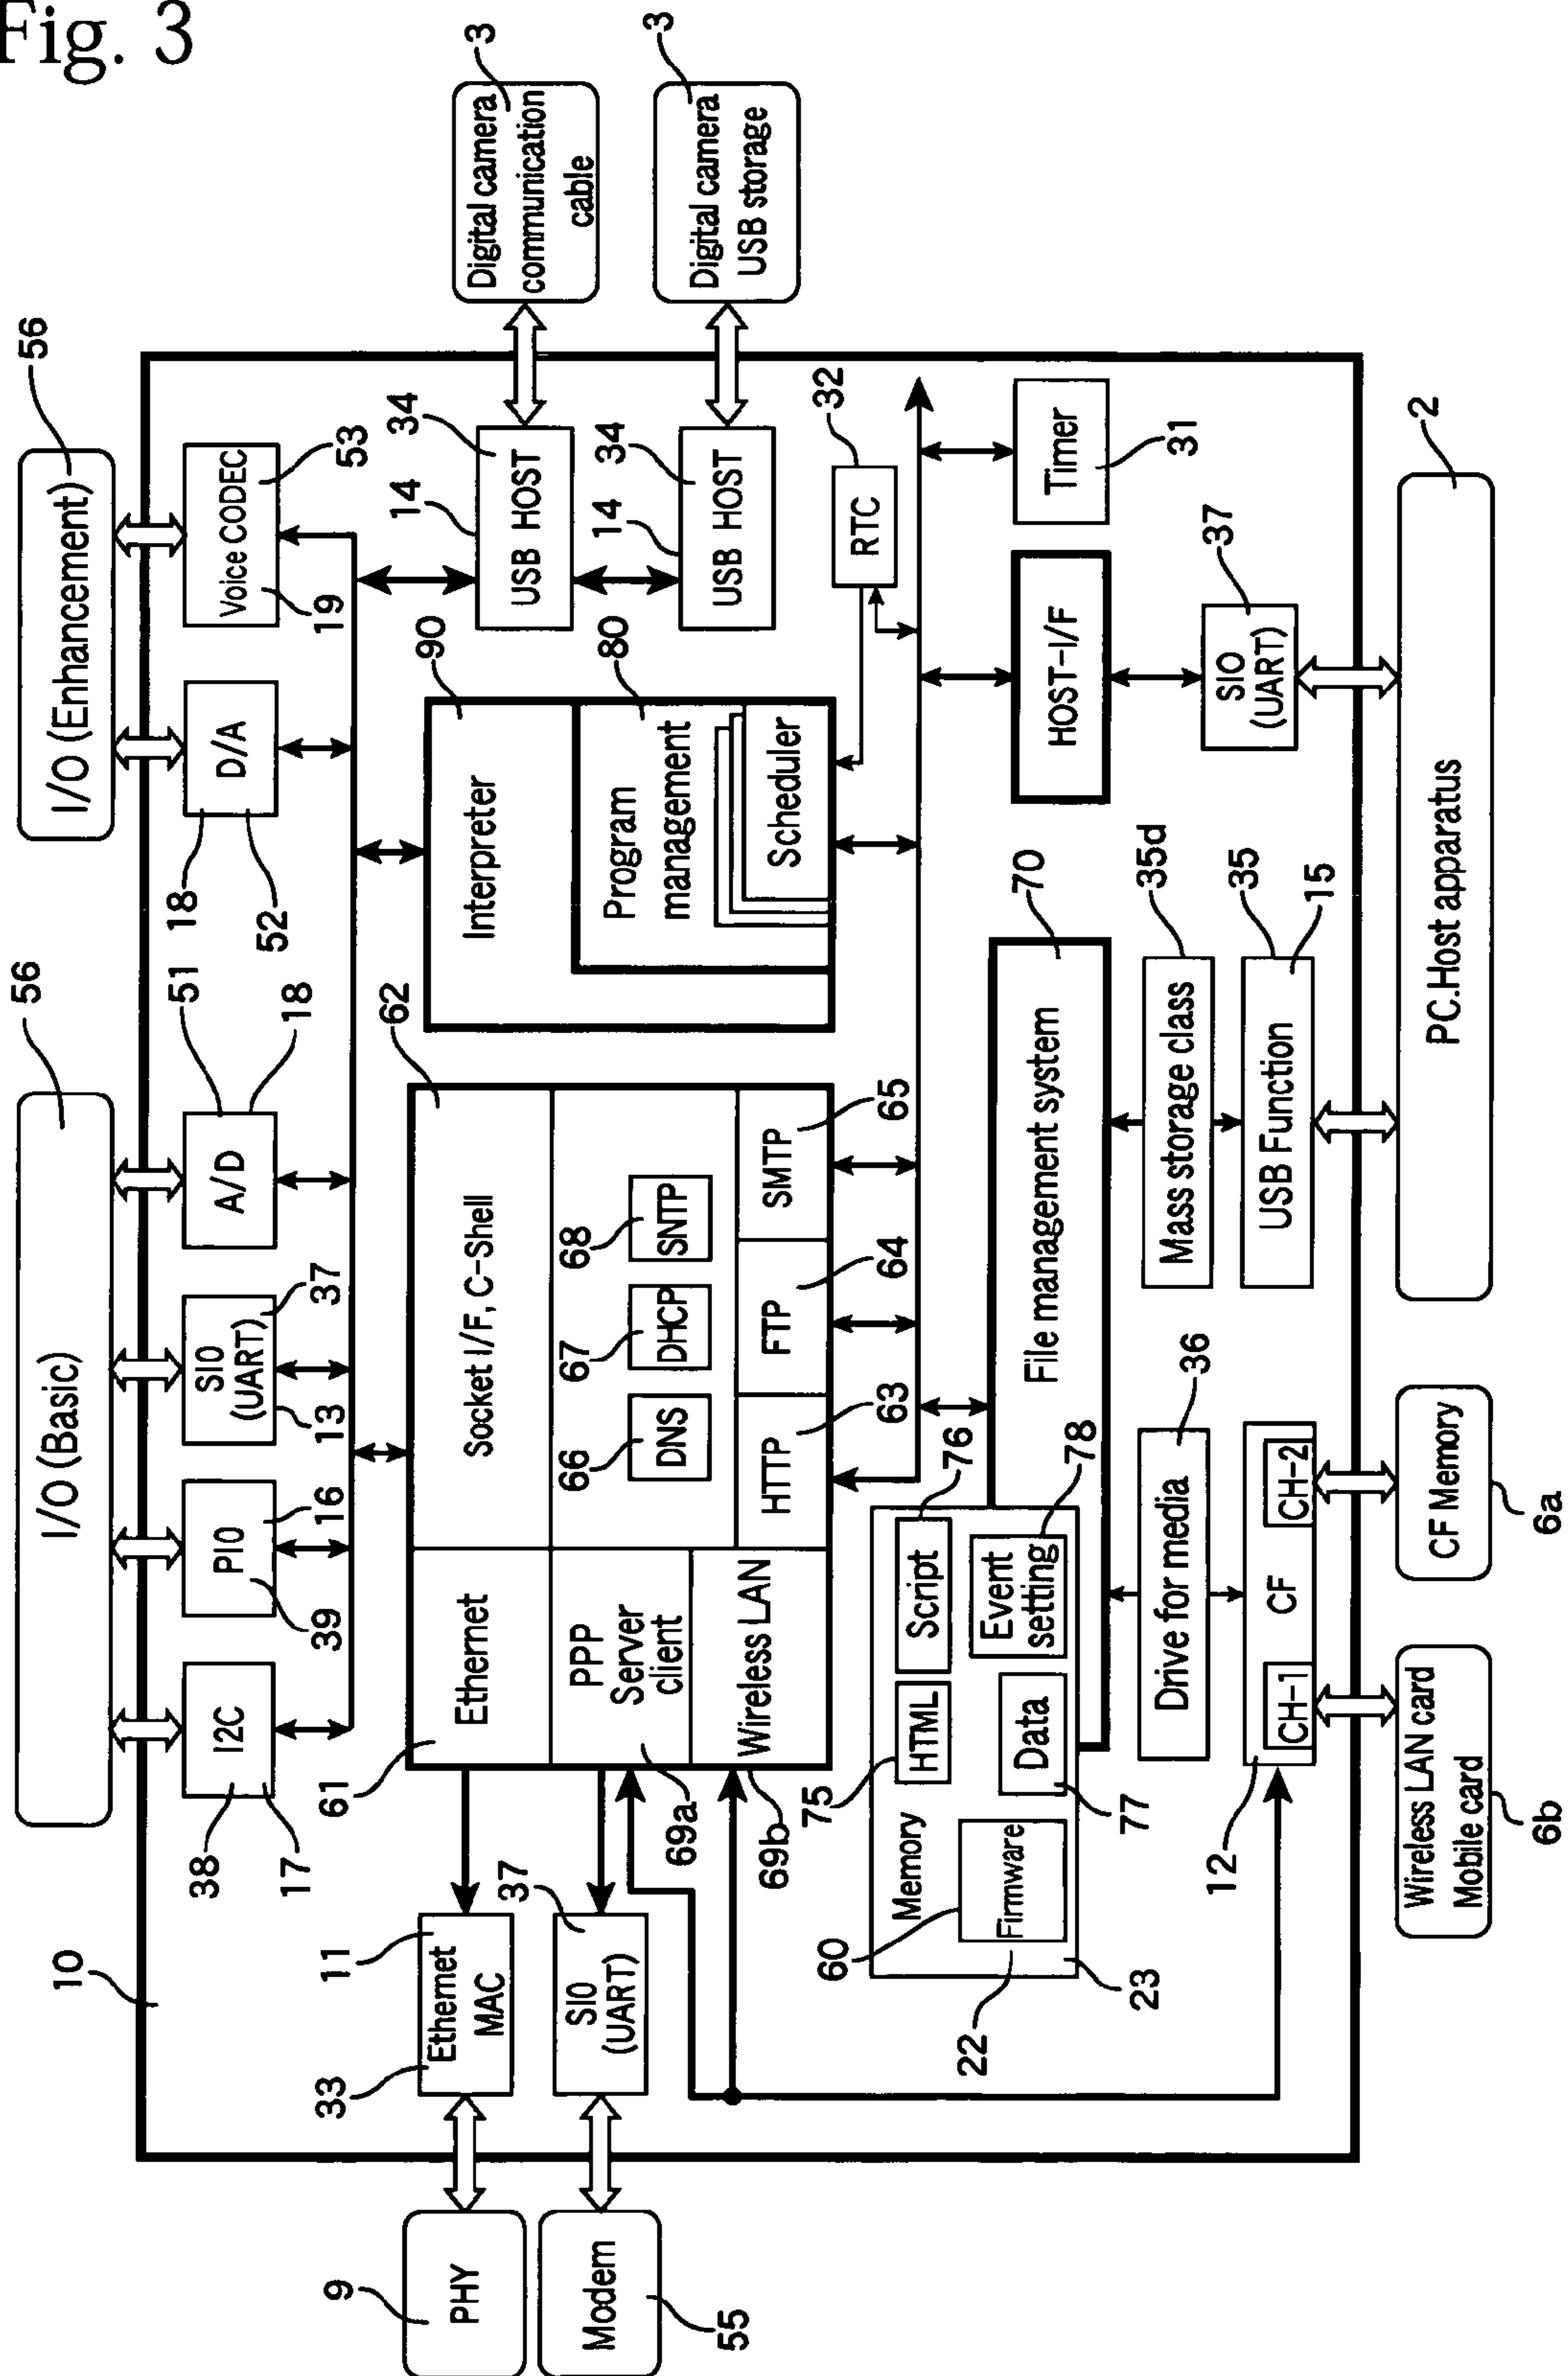 Fig. 3
I/O (Basic)
56
I/O (Enhancement)
56
10
38
I2C
17
PIO
39
16
SIO
(UART)
13
37
A/D
51
18
D/A
18
52
Voice CODEC
19
53
9
PHY
33
Ethernet
MAC
11
Modem
55
SIO
(UART)
37
61
Ethernet
PPP
Server
client
69a
Wireless LAN
69b
Socket I/F, C-Shell
62
66
DNS
67
DHCP
68
SNTP
HTTP
63
FTP
64
SMTP
65
Interpreter
90
Program
management
80
Scheduler
14
USB HOST
34
14
USB HOST
34
Digital camera
communication
cable
3
Digital camera
USB storage
3
RTC
32
Timer
31
HOST-I/F
SIO
(UART)
37
Memory
75
HTML
Script
76
60
Firmware
22
23
Data
77
Event
setting
78
File management system
70
Drive for media
36
12
CH-1
CF
CH-2
Mass storage class
35d
USB Function
35
15
Wireless LAN card
Mobile card
6b
CF Memory
6a
PC.Host apparatus
2